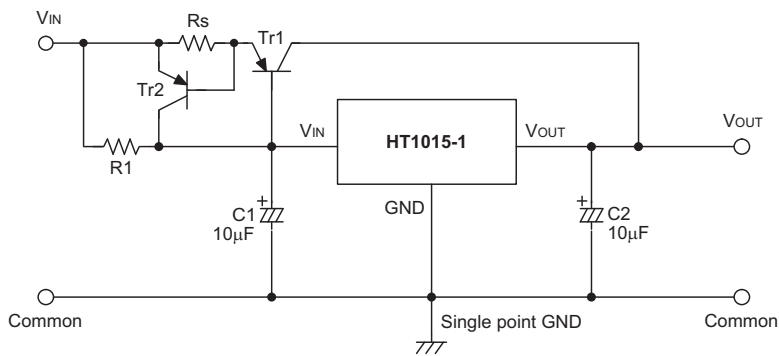 VIN
Rs
Tr1
Tr2
R1
VIN
HT1015-1
VOUT
VOUT
GND
+
C1
10μF
+
C2
10μF
Common
Single point GND
Common